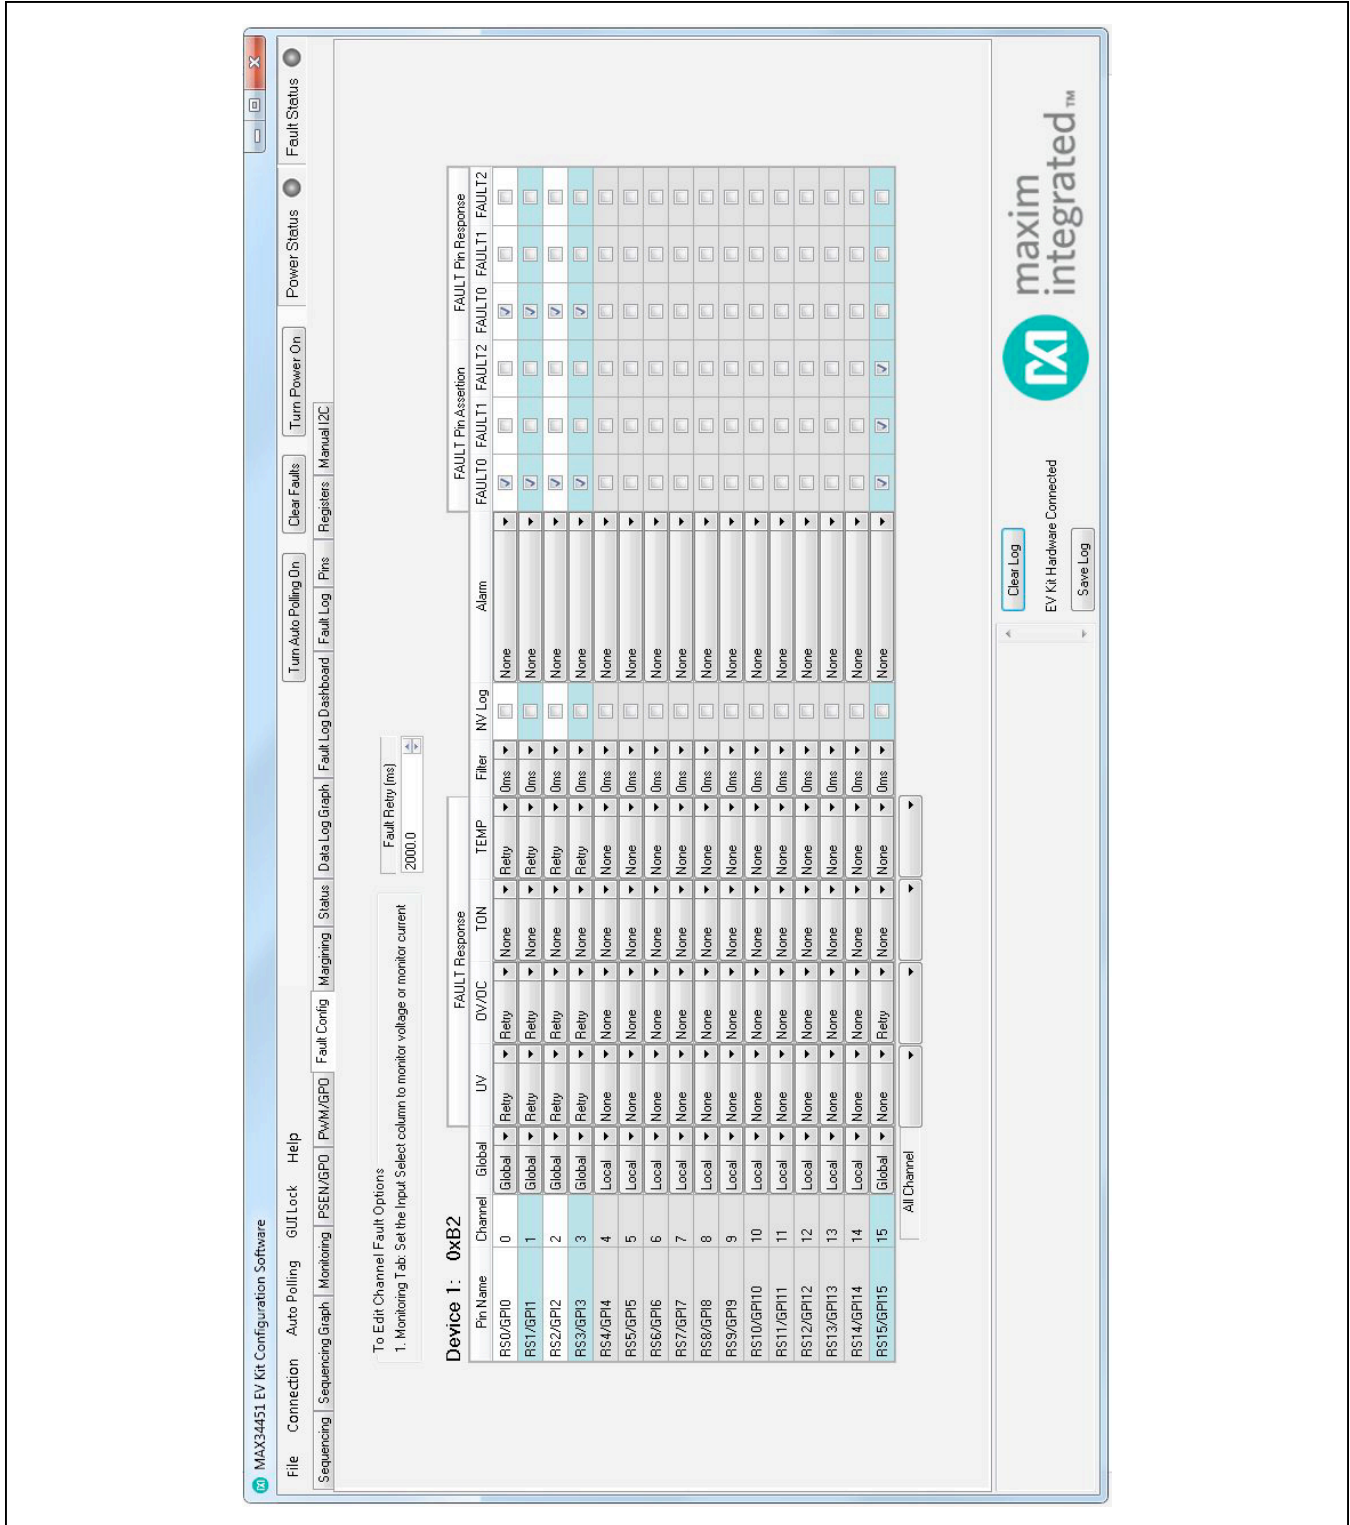 MAX34451 EV Kit Configuration Software
File Connection Auto Polling GUI Lock Help Turn Auto Polling On Clear Faults Turn Power On Power Status Fault Status
Sequencing Sequencing Graph Monitoring PSEN/GPO PWM/GPO Fault Config Margining Status Data Log Graph Fault Log Dashboard Fault Log Pins Registers Manual I2C
To Edit Channel Fault Options
1. Monitoring Tab: Set the Input Select column to monitor voltage or monitor current
Fault Retry (ms)
2000.0
Device 1: 0xB2
FAULT Response FAULT Pin Assertion FAULT Pin Response
Pin Name Channel Global UV OV/OC TON TEMP Filter NV Log Alarm FAULT0 FAULT1 FAULT2 FAULT0 FAULT1 FAULT2
RS0/GPI0 0 Global Retry Retry None Retry 0ms None
RS1/GPI1 1 Global Retry Retry None Retry 0ms None
RS2/GPI2 2 Global Retry Retry None Retry 0ms None
RS3/GPI3 3 Global Retry Retry None Retry 0ms None
RS4/GPI4 4 Local None None None None 0ms None
RS5/GPI5 5 Local None None None None 0ms None
RS6/GPI6 6 Local None None None None 0ms None
RS7/GPI7 7 Local None None None None 0ms None
RS8/GPI8 8 Local None None None None 0ms None
RS9/GPI9 9 Local None None None None 0ms None
RS10/GPI10 10 Local None None None None 0ms None
RS11/GPI11 11 Local None None None None 0ms None
RS12/GPI12 12 Local None None None None 0ms None
RS13/GPI13 13 Local None None None None 0ms None
RS14/GPI14 14 Local None None None None 0ms None
RS15/GPI15 15 Global None Retry None None 0ms None
All Channel
Clear Log
EV Kit Hardware Connected
Save Log
maxim
integrated™